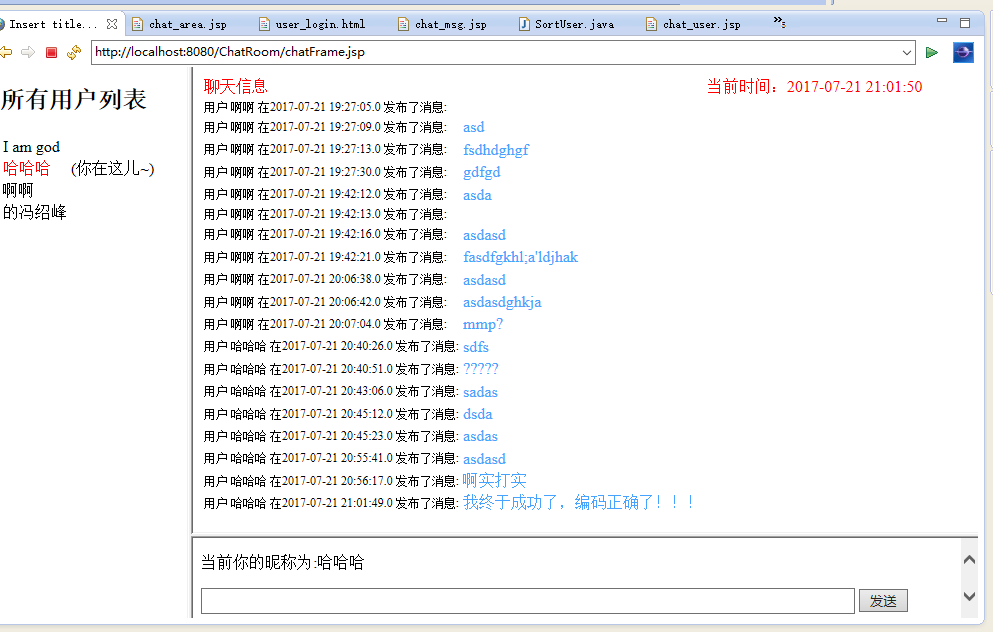 Insert title... chat_area.jsp user_login.html chat_msg.jsp SortUser.java chat_user.jsp »5
http://localhost:8080/ChatRoom/chatFrame.jsp
所有用户列表
I am god
哈哈哈 (你在这儿~)
啊啊
的冯绍峰
聊天信息 当前时间：2017-07-21 21:01:50
用户 啊啊 在2017-07-21 19:27:05.0 发布了消息:
用户 啊啊 在2017-07-21 19:27:09.0 发布了消息: asd
用户 啊啊 在2017-07-21 19:27:13.0 发布了消息: fsdhdghgf
用户 啊啊 在2017-07-21 19:27:30.0 发布了消息: gdfgd
用户 啊啊 在2017-07-21 19:42:12.0 发布了消息: asda
用户 啊啊 在2017-07-21 19:42:13.0 发布了消息:
用户 啊啊 在2017-07-21 19:42:16.0 发布了消息: asdasd
用户 啊啊 在2017-07-21 19:42:21.0 发布了消息: fasdfgkhl;a'ldjhak
用户 啊啊 在2017-07-21 20:06:38.0 发布了消息: asdasd
用户 啊啊 在2017-07-21 20:06:42.0 发布了消息: asdasdghkja
用户 啊啊 在2017-07-21 20:07:04.0 发布了消息: mmp?
用户 哈哈哈 在2017-07-21 20:40:26.0 发布了消息: sdfs
用户 哈哈哈 在2017-07-21 20:40:51.0 发布了消息: ?????
用户 哈哈哈 在2017-07-21 20:43:06.0 发布了消息: sadas
用户 哈哈哈 在2017-07-21 20:45:12.0 发布了消息: dsda
用户 哈哈哈 在2017-07-21 20:45:23.0 发布了消息: asdas
用户 哈哈哈 在2017-07-21 20:55:41.0 发布了消息: asdasd
用户 哈哈哈 在2017-07-21 20:56:17.0 发布了消息: 啊实打实
用户 哈哈哈 在2017-07-21 21:01:49.0 发布了消息: 我终于成功了，编码正确了！！！
当前你的昵称为:哈哈哈
发送